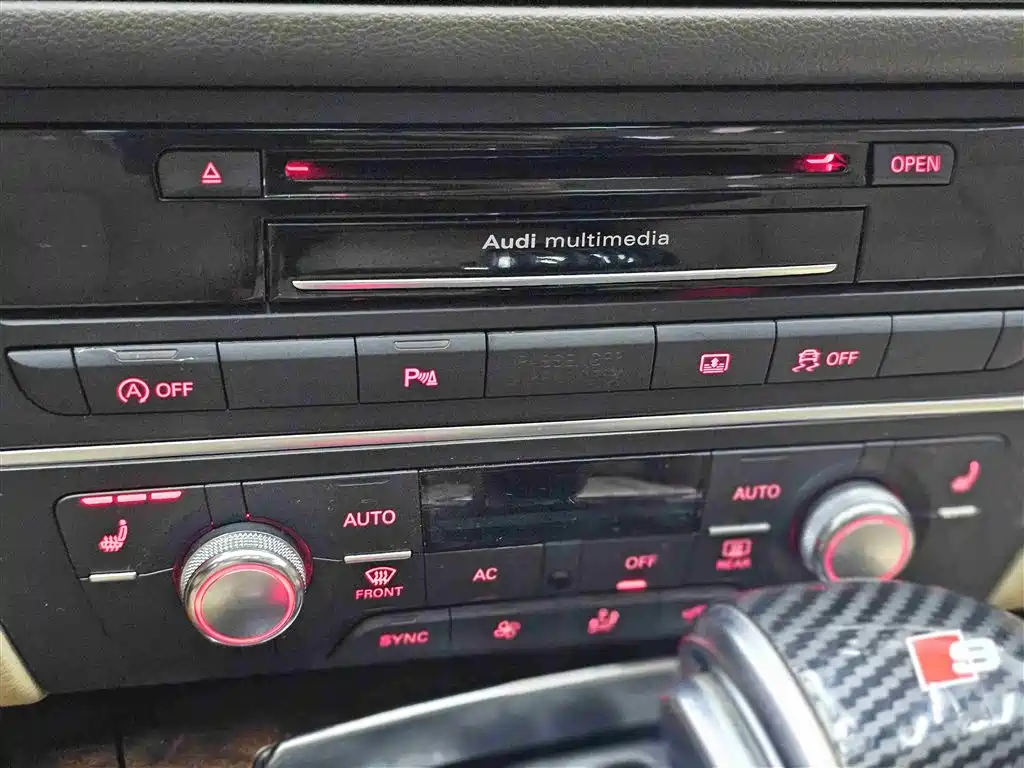 OPEN
Audi multimedia
A OFF
P
OFF
AUTO
AUTO
FRONT
AC
OFF
REAR
SYNC
S